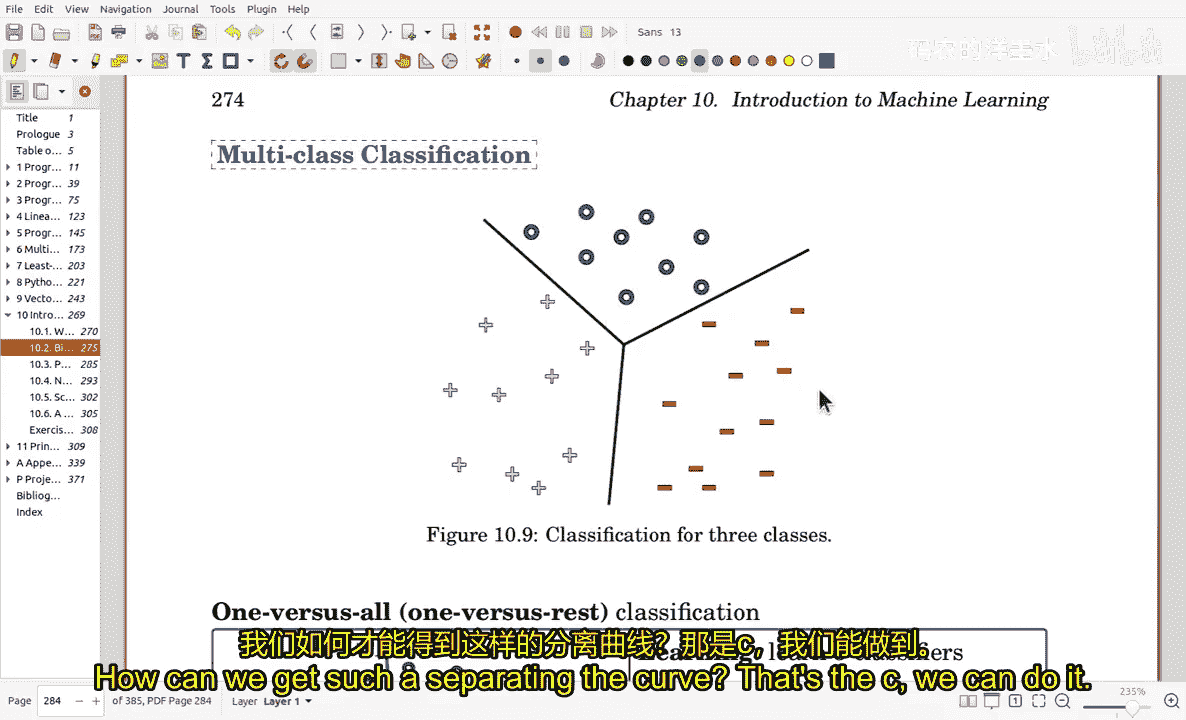 File Edit View Navigation Journal Tools Plugin Help
Sans 13
Title 1
Prologue 3
Table o... 5
1 Progr... 11
2 Progr... 39
3 Progr... 75
4 Linea... 123
5 Progr... 145
6 Multi... 173
7 Least-... 203
8 Pytho... 221
9 Vecto... 243
10 Intro... 269
10.1. W... 270
10.2. Bi... 275
10.3. P... 285
10.4. N... 293
10.5. Sc... 302
10.6. A ... 305
Exercis... 308
11 Prin... 309
A Appe... 339
P Proje... 371
Bibliog...
Index
274 Chapter 10. Introduction to Machine Learning
Multi-class Classification
Figure 10.9: Classification for three classes.
One-versus-all (one-versus-rest) classification
我们如何才能得到这样的分离曲线？那是c，我们能做到。
How can we get such a separating the curve? That's the c, we can do it.
Page 284 of 385, PDF Page 284 Layer Layer 1
235%